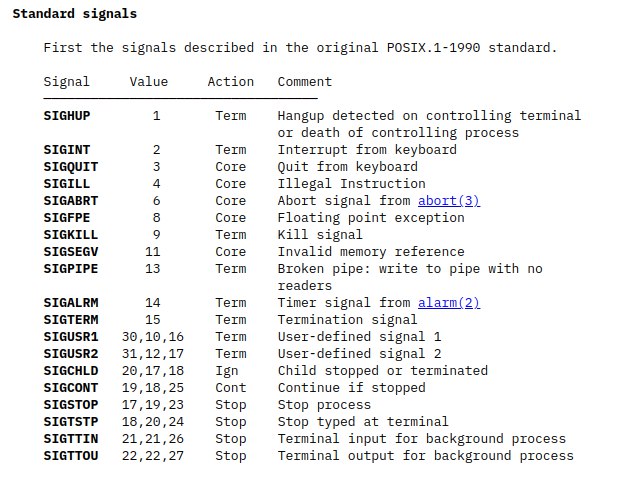 Standard signals
First the signals described in the original POSIX.1-1990 standard.
Signal Value Action Comment
SIGHUP 1 Term Hangup detected on controlling terminal
or death of controlling process
SIGINT 2 Term Interrupt from keyboard
SIGQUIT 3 Core Quit from keyboard
SIGILL 4 Core Illegal Instruction
SIGABRT 6 Core Abort signal from abort(3)
SIGFPE 8 Core Floating point exception
SIGKILL 9 Term Kill signal
SIGSEGV 11 Core Invalid memory reference
SIGPIPE 13 Term Broken pipe: write to pipe with no
readers
SIGALRM 14 Term Timer signal from alarm(2)
SIGTERM 15 Term Termination signal
SIGUSR1 30,10,16 Term User-defined signal 1
SIGUSR2 31,12,17 Term User-defined signal 2
SIGCHLD 20,17,18 Ign Child stopped or terminated
SIGCONT 19,18,25 Cont Continue if stopped
SIGSTOP 17,19,23 Stop Stop process
SIGTSTP 18,20,24 Stop Stop typed at terminal
SIGTTIN 21,21,26 Stop Terminal input for background process
SIGTTOU 22,22,27 Stop Terminal output for background process